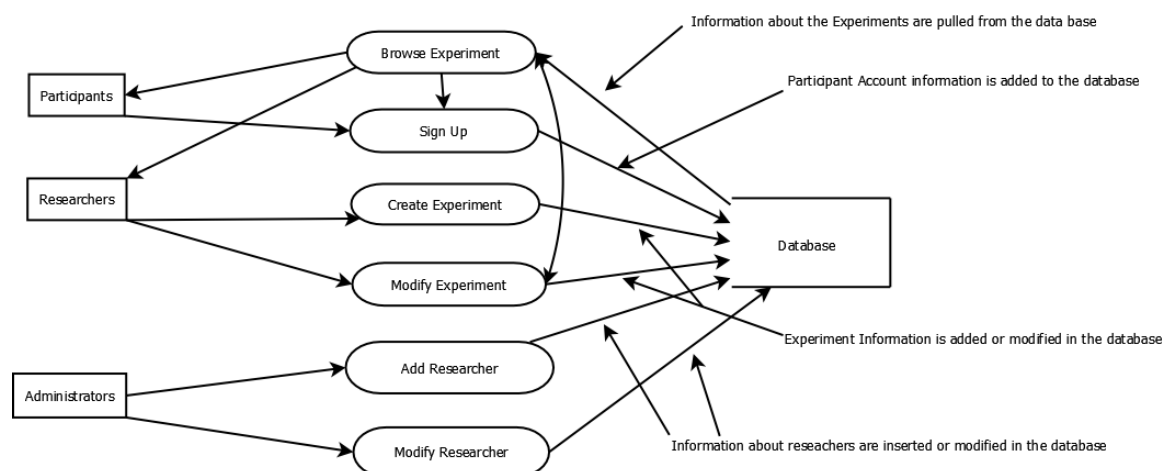 Information about the Experiments are pulled from the data base
Browse Experiment
Participant Account information is added to the database
Participants
Sign Up
Researchers
Create Experiment
Database
Modify Experiment
Experiment Information is added or modified in the database
Add Researcher
Administrators
Modify Researcher
Information about reseachers are inserted or modified in the database